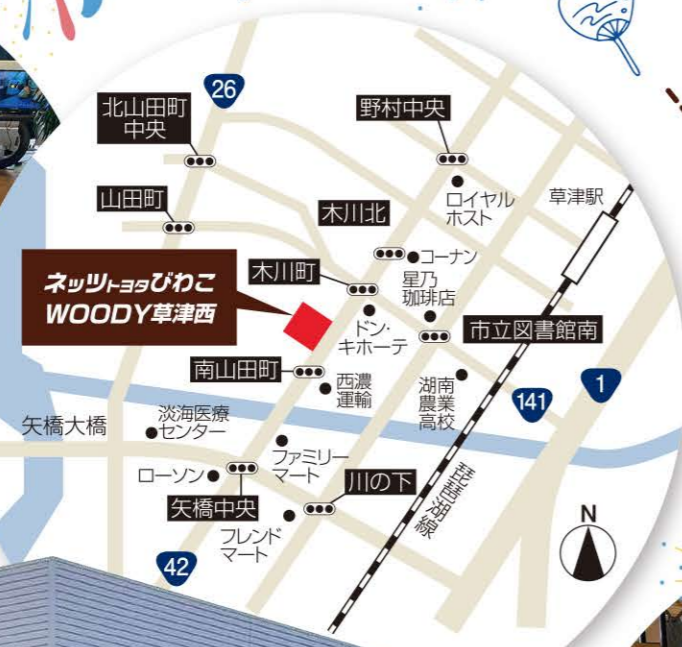 26
北山田町
中央
野村中央
山田町
ロイヤル
ホスト
草津駅
木川北
コーナン
木川町
星乃
珈琲店
ネッツトヨタびわこ
WOODY草津西
ドン・
キホーテ
市立図書館南
南山田町
西濃
運輸
湖南
農業
高校
1
141
矢橋大橋
淡海医療
センター
ファミリー
マート
ローソン
川の下
矢橋中央
フレンド
マート
琵琶湖線
N
42